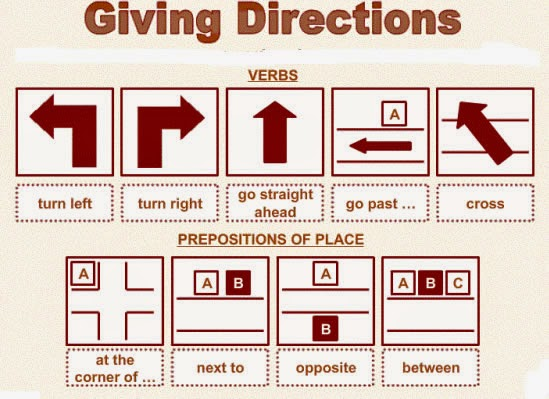 Giving Directions
VERBS
A
turn left
turn right
go straight
ahead
go past ...
cross
PREPOSITIONS OF PLACE
A
A B
A
B
A B C
at the
corner of ...
next to
opposite
between